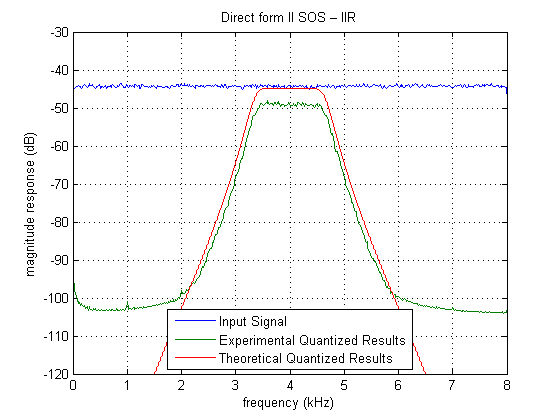 Direct form II SOS – IIR
magnitude response (dB)
-30
-40
-50
-60
-70
-80
-90
-100
-110
-120
0 1 2 3 4 5 6 7 8
frequency (kHz)
Input Signal
Experimental Quantized Results
Theoretical Quantized Results